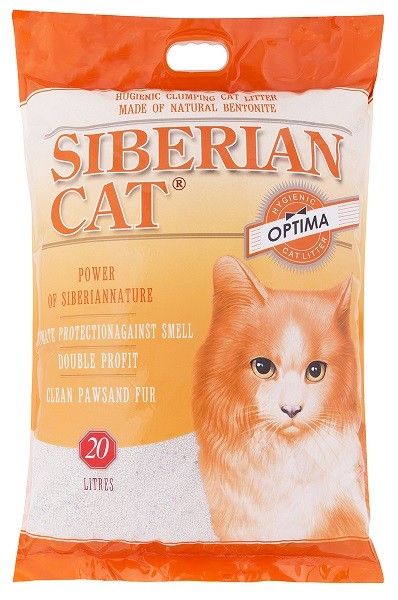 HYGIENIC CLUMPING CAT LITTER
MADE OF NATURAL BENTONITE
SIBERIAN
CAT®
HYGIENIC
OPTIMA
CAT LITTER
POWER
OF SIBERIANNATURE
PROTECTIONAGAINST SMELL
DOUBLE PROFIT
CLEAN PAWSAND FUR
20
LITRES